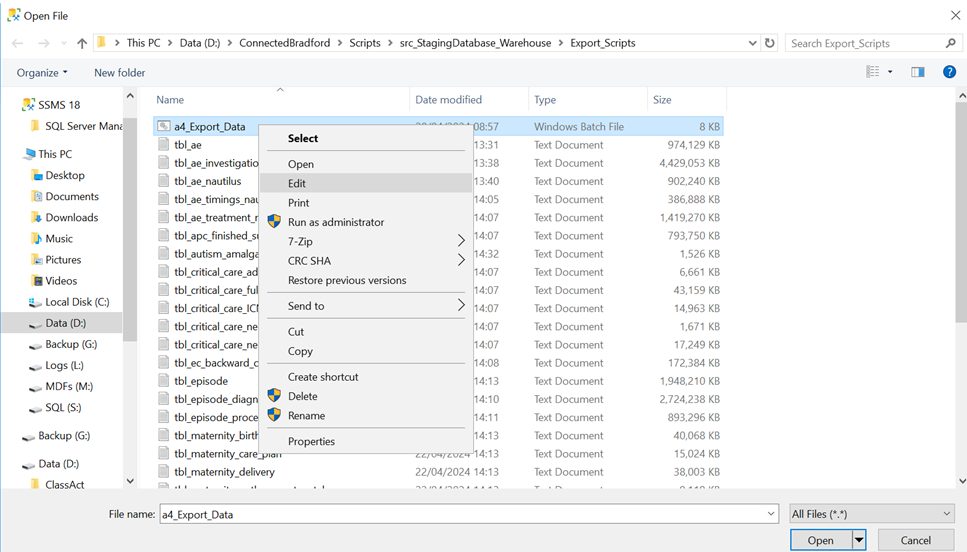 Open File
This PC > Data (D:) > ConnectedBradford > Scripts > src_StagingDatabase_Warehouse > Export_Scripts
Search Export_Scripts
Organize
New folder
SSMS 18
SQL Server Mana
This PC
Desktop
Documents
Downloads
Music
Pictures
Videos
Local Disk (C:)
Data (D:)
Backup (G:)
Logs (L:)
MDFs (M:)
SQL (S:)
Backup (G:)
Data (D:)
ClassAct
Name Date modified Type Size
a4_Export_Data 08:57 Windows Batch File 8 KB
tbl_ae 13:31 Text Document 974,129 KB
tbl_ae_investigatio 13:38 Text Document 4,429,053 KB
tbl_ae_nautilus 13:40 Text Document 902,240 KB
tbl_ae_timings_nau 14:05 Text Document 386,888 KB
tbl_ae_treatment_r 14:07 Text Document 1,419,270 KB
tbl_apc_finished_su 14:07 Text Document 793,750 KB
tbl_autism_amalga 14:32 Text Document 1,526 KB
tbl_critical_care_ad 14:07 Text Document 6,661 KB
tbl_critical_care_ful 14:07 Text Document 43,159 KB
tbl_critical_care_ICN 14:07 Text Document 14,963 KB
tbl_critical_care_ne 14:07 Text Document 1,671 KB
tbl_critical_care_ne 14:07 Text Document 17,249 KB
tbl_ec_backward_c 14:08 Text Document 172,384 KB
tbl_episode 14:13 Text Document 1,948,210 KB
tbl_episode_diagn 14:10 Text Document 2,724,238 KB
tbl_episode_proce 14:11 Text Document 893,296 KB
tbl_maternity_birth 14:13 Text Document 40,068 KB
tbl_maternity_care_plan 14:13 Text Document 15,024 KB
tbl_maternity_delivery 22/04/2024 14:13 Text Document 38,003 KB
Select
Open
Edit
Print
Run as administrator
7-Zip
CRC SHA
Restore previous versions
Send to
Cut
Copy
Create shortcut
Delete
Rename
Properties
File name: a4_Export_Data
All Files (*.*)
Open
Cancel